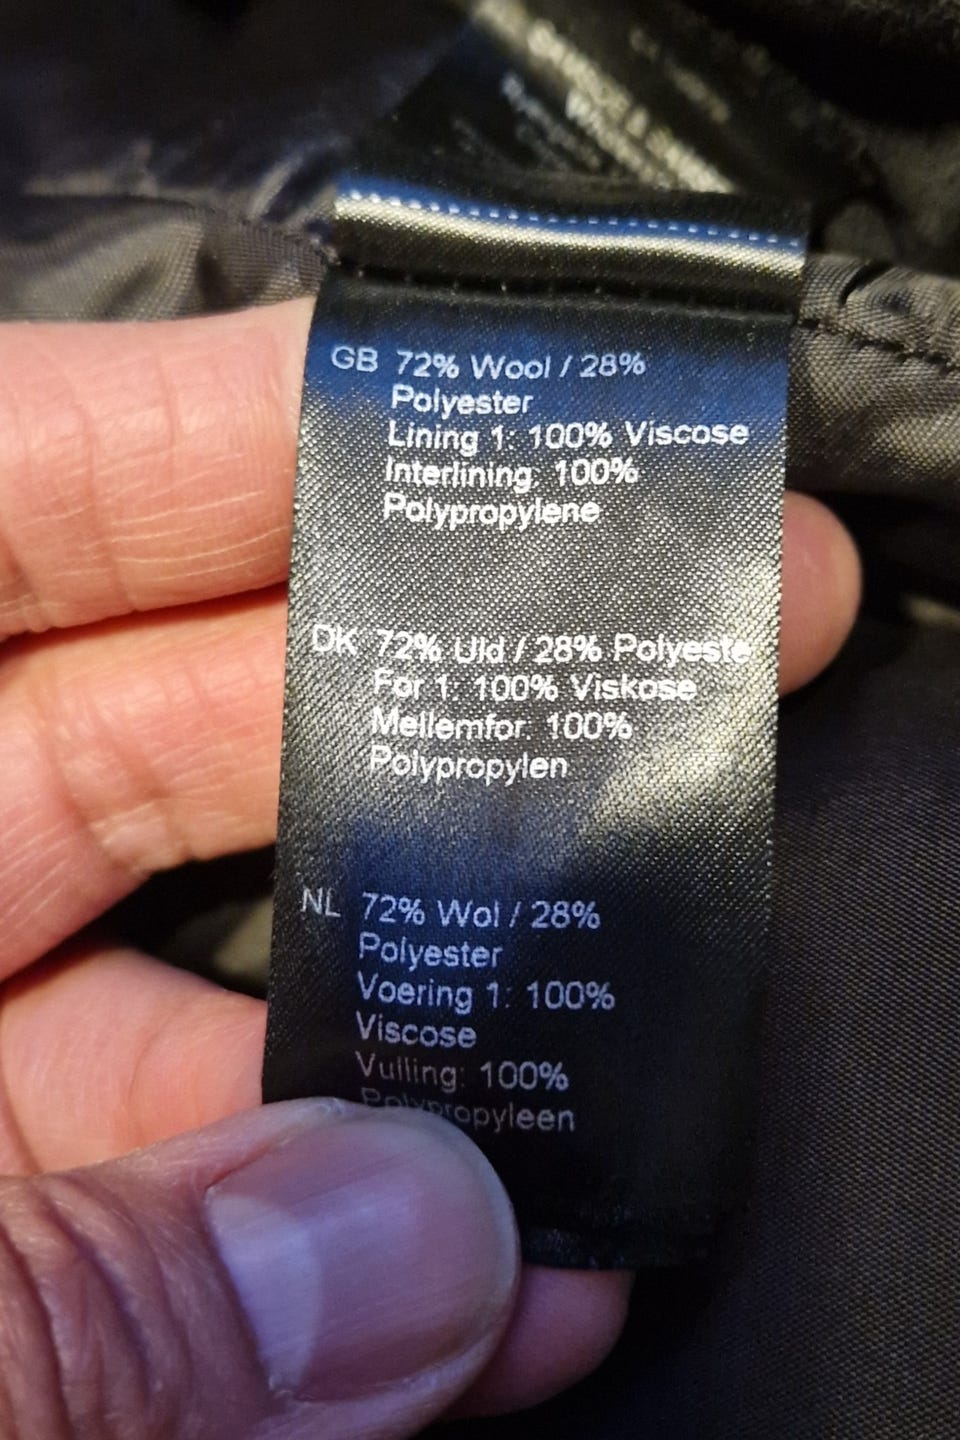 GB 72% Wool / 28%
Polyester
Lining 1: 100% Viscose
Interlining: 100%
Polypropylene
DK 72% Uld / 28% Polyeste
For 1: 100% Viskose
Mellemfor: 100%
Polypropylen
NL 72% Wol / 28%
Polyester
Voering 1: 100%
Viscose
Vulling: 100%
Polypropyleen